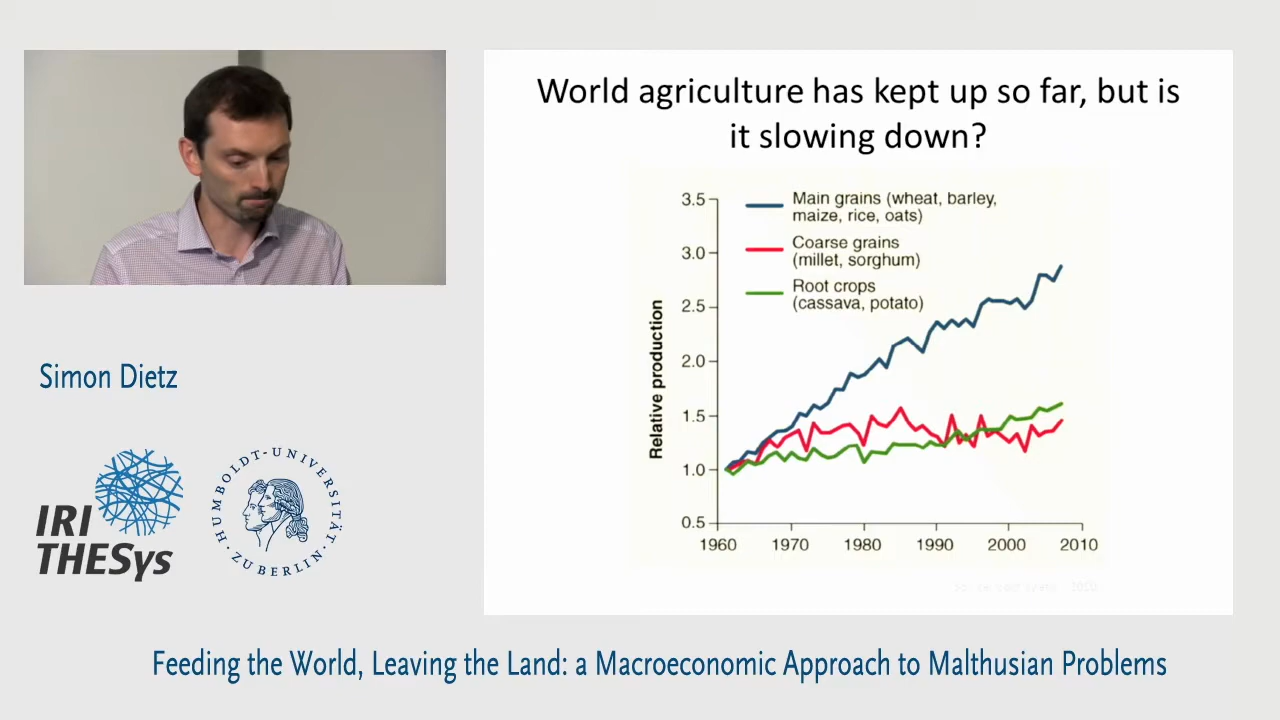 World agriculture has kept up so far, but is
it slowing down?
3.5
3.0
2.5
2.0
1.5
1.0
0.5
Relative production
Main grains (wheat, barley,
maize, rice, oats)
Coarse grains
(millet, sorghum)
Root crops
(cassava, potato)
1960
1970
1980
1990
2000
2010
Simon Dietz
IRI
THESys
HUMBOLDT-UNIVERSITÄT
· ZU BERLIN ·
Feeding the World, Leaving the Land: a Macroeconomic Approach to Malthusian Problems